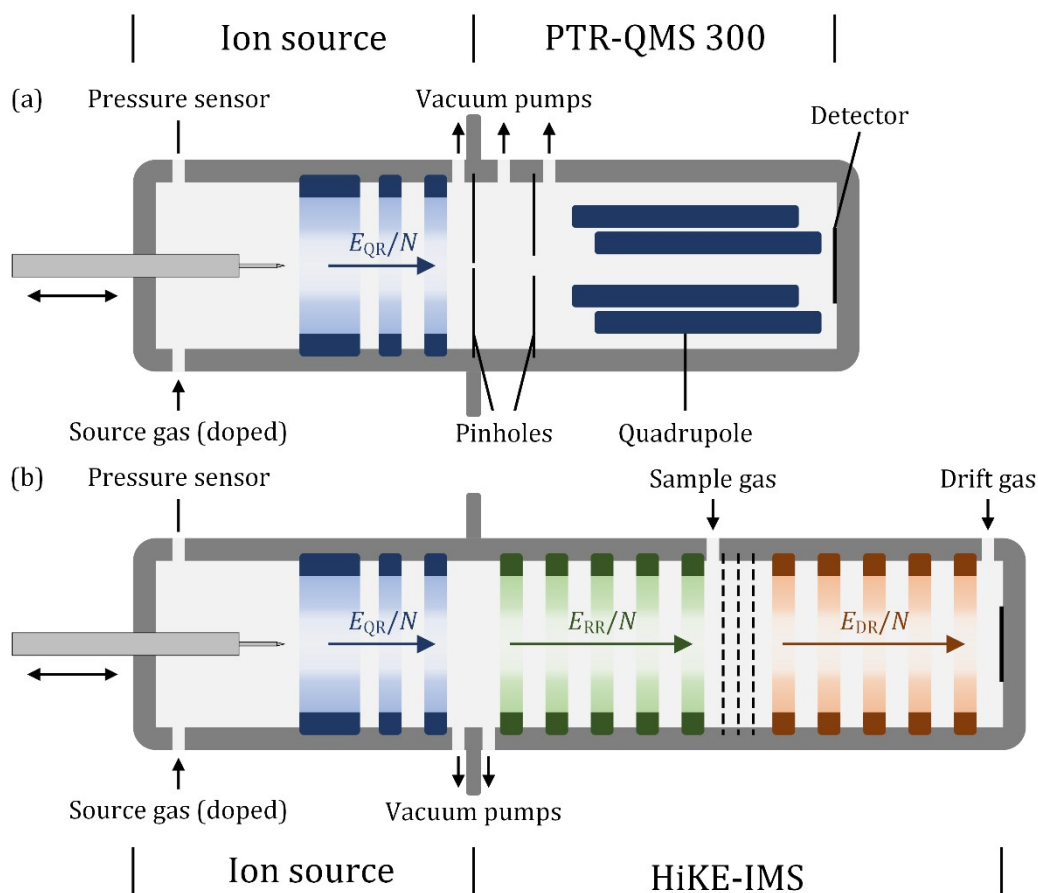 Ion source
PTR-QMS 300
(a)
Pressure sensor
Vacuum pumps
Detector
E_QR/N
Source gas (doped)
Pinholes
Quadrupole
(b)
Pressure sensor
Sample gas
Drift gas
E_QR/N
E_RR/N
E_DR/N
Source gas (doped)
Vacuum pumps
Ion source
HiKE-IMS